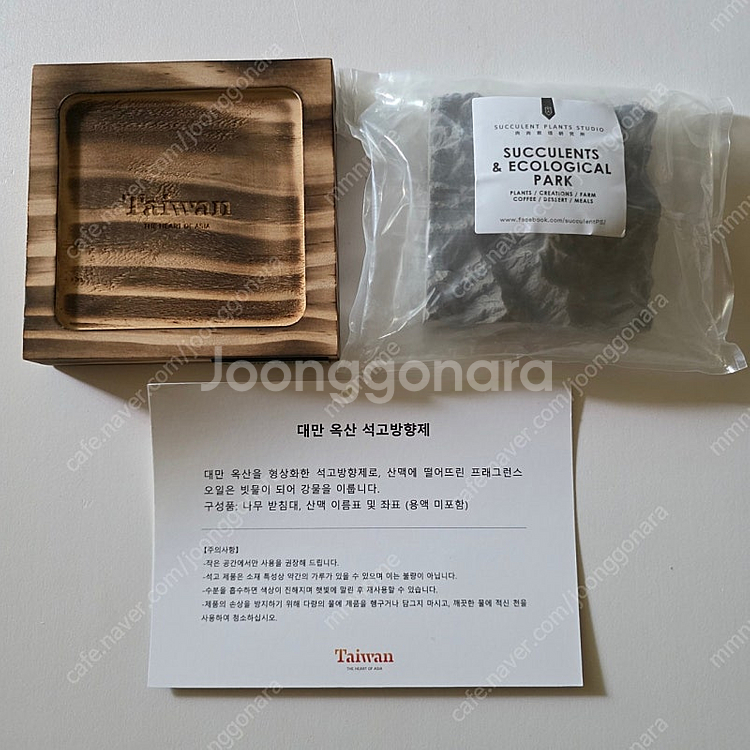 Taiwan
THE HEART OF ASIA
SUCCULENT PLANTS STUDIO
SUCCULENTS
& ECOLOGICAL
PARK
PLANTS / CREATIONS / FARM
COFFEE / DESSERT / MEALS
www.facebook.com/succulentPS/
Joonggonara
cafe.naver.com/joonggonara
mmmme
대만 옥산 석고방향제
대만 옥산을 형상화한 석고방향제로, 산맥에 떨어뜨린 프래그런스
오일은 빗물이 되어 강물을 이룹니다.
구성품: 나무 받침대, 산맥 이름표 및 좌표 (용액 미포함)
[주의사항]
-작은 공간에서만 사용을 권장해 드립니다.
-석고 제품은 소재 특성상 약간의 가루가 있을 수 있으며 이는 불량이 아닙니다.
-수분을 흡수하면 색상이 진해지며 햇빛에 말린 후 재사용할 수 있습니다.
-제품의 손상을 방지하기 위해 다량의 물에 제품을 헹구거나 담그지 마시고, 깨끗한 물에 적신 천을
사용하여 청소하십시오.
Taiwan
THE HEART OF ASIA